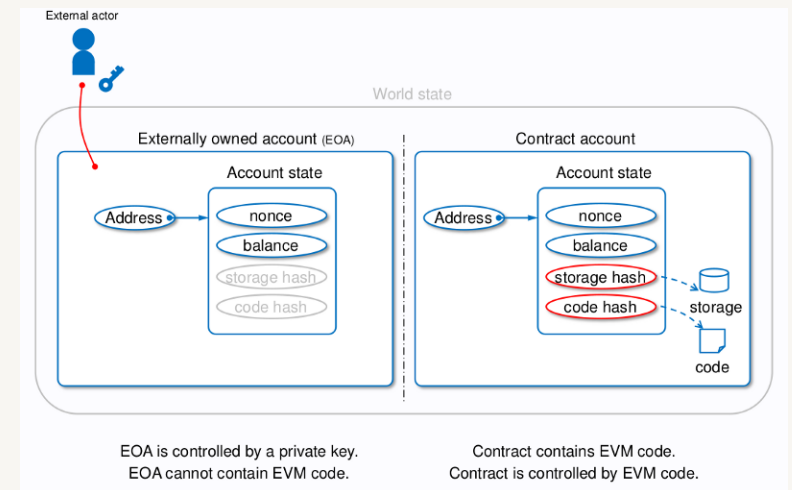 External actor
World state
Externally owned account (EOA)
Account state
Address
nonce
balance
storage hash
code hash
Contract account
Account state
Address
nonce
balance
storage hash
code hash
storage
code
EOA is controlled by a private key.
EOA cannot contain EVM code.
Contract contains EVM code.
Contract is controlled by EVM code.